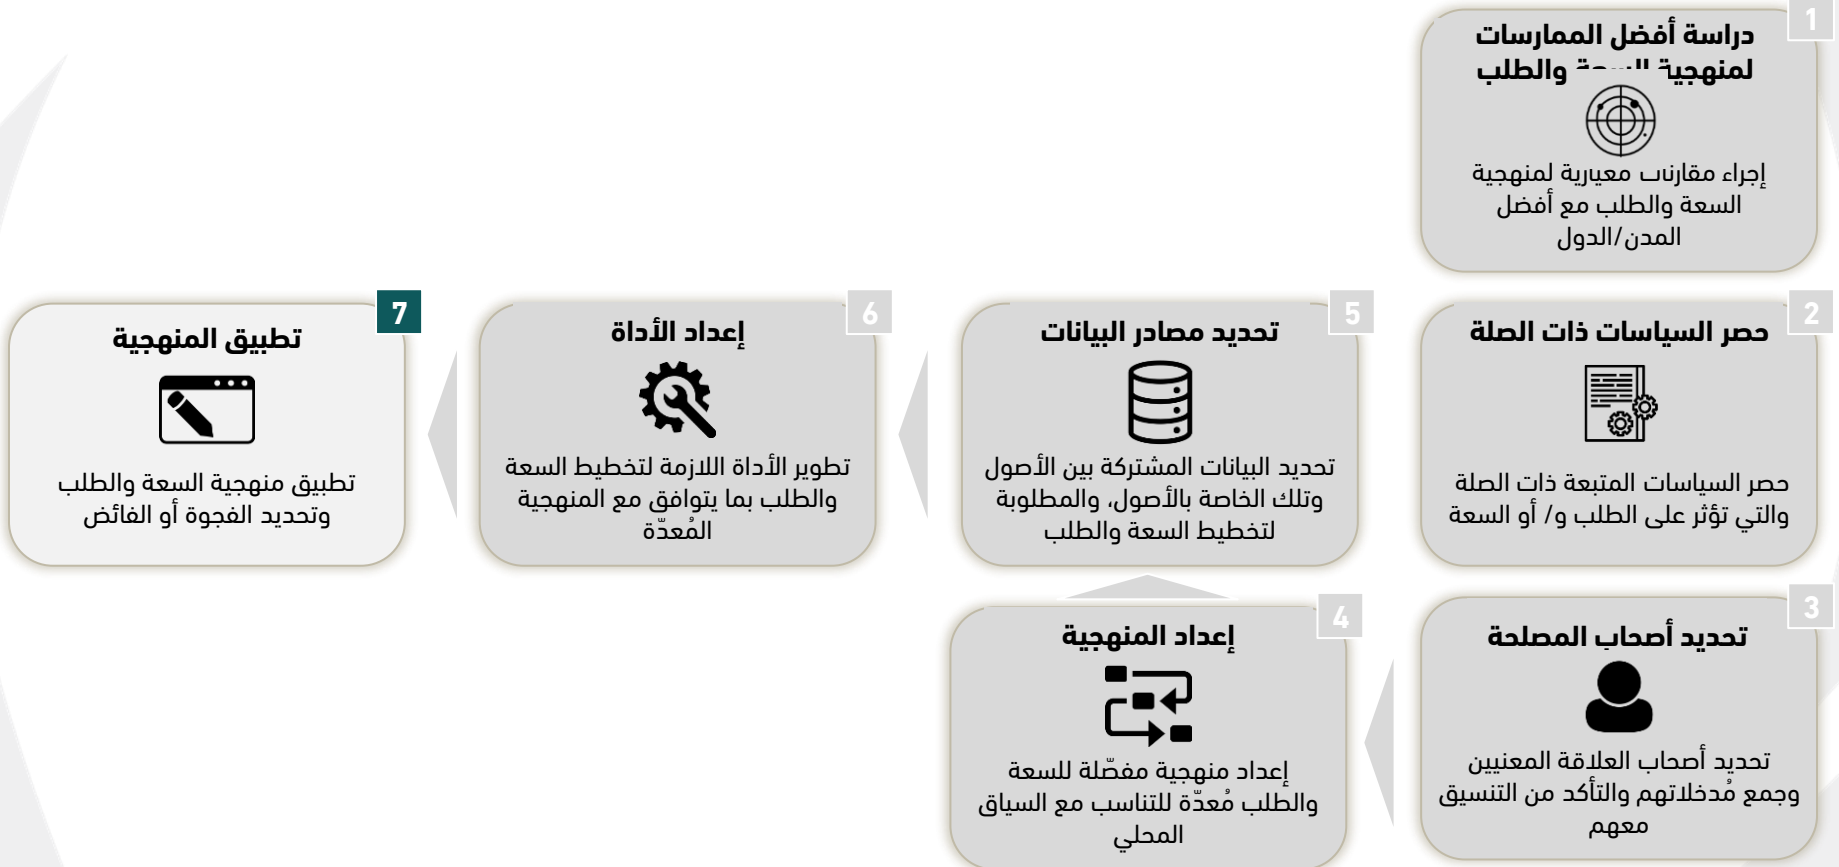 1
دراسة أفضل الممارسات
لمنهجية السعة والطلب
إجراء مقارنات معيارية لمنهجية
السعة والطلب مع أفضل
المدن/الدول
2
حصر السياسات ذات الصلة
حصر السياسات المتبعة ذات الصلة
والتي تؤثر على الطلب و/ أو السعة
3
تحديد أصحاب المصلحة
تحديد أصحاب العلاقة المعنيين
وجمع مُدخلاتهم والتأكد من التنسيق
معهم
4
إعداد المنهجية
إعداد منهجية مفصّلة للسعة
والطلب مُعدّة للتناسب مع السياق
المحلي
5
تحديد مصادر البيانات
تحديد البيانات المشتركة بين الأصول
وتلك الخاصة بالأصول، والمطلوبة
لتخطيط السعة والطلب
6
إعداد الأداة
تطوير الأداة اللازمة لتخطيط السعة
والطلب بما يتوافق مع المنهجية
المُعدّة
7
تطبيق المنهجية
تطبيق منهجية السعة والطلب
وتحديد الفجوة أو الفائض